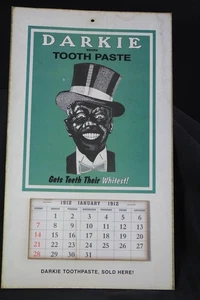 DARKIE
TOOTH PASTE
Gets Teeth Their Whitest!
1912 JANUARY 1912
1 2 3 4 5 6
7 8 9 10 11 12 13
14 15 16 17 18 19 20
21 22 23 24 25 26 27
28 29 30 31
DARKIE TOOTHPASTE, SOLD HERE!